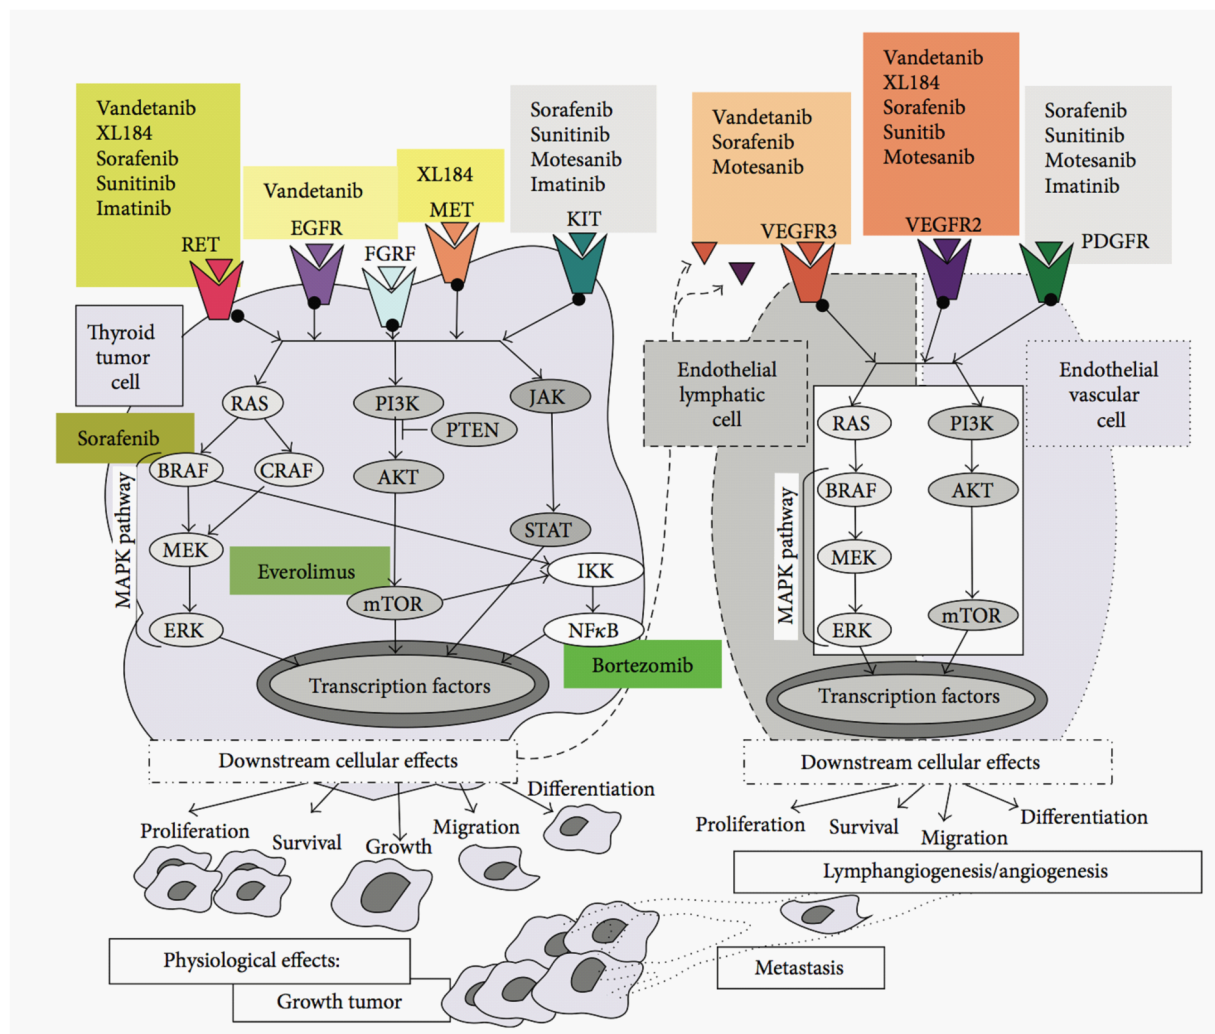 Vandetanib
XL184
Sorafenib
Sunitinib
Imatinib
RET
Vandetanib
EGFR
FGRF
XL184
MET
Sorafenib
Sunitinib
Motesanib
Imatinib
KIT
Vandetanib
Sorafenib
Motesanib
VEGFR3
Vandetanib
XL184
Sorafenib
Sunitib
Motesanib
VEGFR2
Sorafenib
Sunitinib
Motesanib
Imatinib
PDGFR
Thyroid
tumor
cell
Sorafenib
RAS
PI3K
JAK
PTEN
BRAF
CRAF
AKT
STAT
MEK
Everolimus
IKK
mTOR
ERK
NFκB
MAPK pathway
Bortezomib
Transcription factors
Downstream cellular effects
Proliferation
Survival
Growth
Migration
Differentiation
Endothelial
lymphatic
cell
Endothelial
vascular
cell
RAS
PI3K
BRAF
AKT
MEK
ERK
mTOR
MAPK pathway
Transcription factors
Downstream cellular effects
Proliferation
Survival
Migration
Differentiation
Lymphangiogenesis/angiogenesis
Physiological effects:
Growth tumor
Metastasis